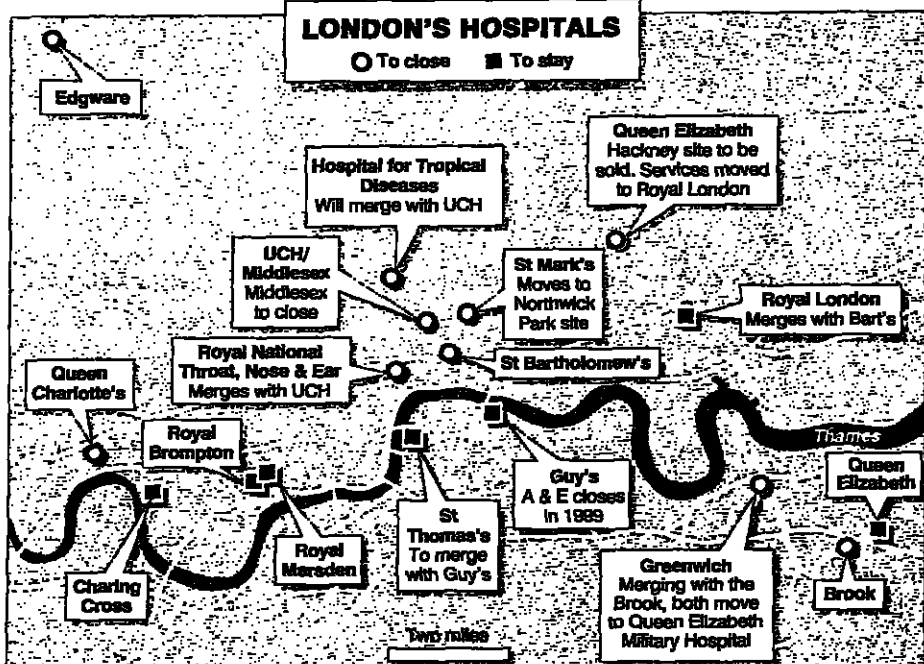 LONDON'S HOSPITALS
To close To stay
Edgware
Hospital for Tropical
Diseases
Will merge with UCH
Queen Elizabeth
Hackney site to be
sold. Services moved
to Royal London
UCH/
Middlesex
Middlesex
to close
St Mark's
Moves to
Northwick
Park site
Royal London
Merges with Bart's
Royal National
Throat, Nose & Ear
Merges with UCH
St Bartholomew's
Queen
Charlotte's
Royal
Brompton
Thames
Guy's
A & E closes
in 1999
Queen
Elizabeth
St
Thomas's
To merge
with Guy's
Royal
Marsden
Charing
Cross
Greenwich
Merging with the
Brook, both move
to Queen Elizabeth
Military Hospital
Brook
Two miles